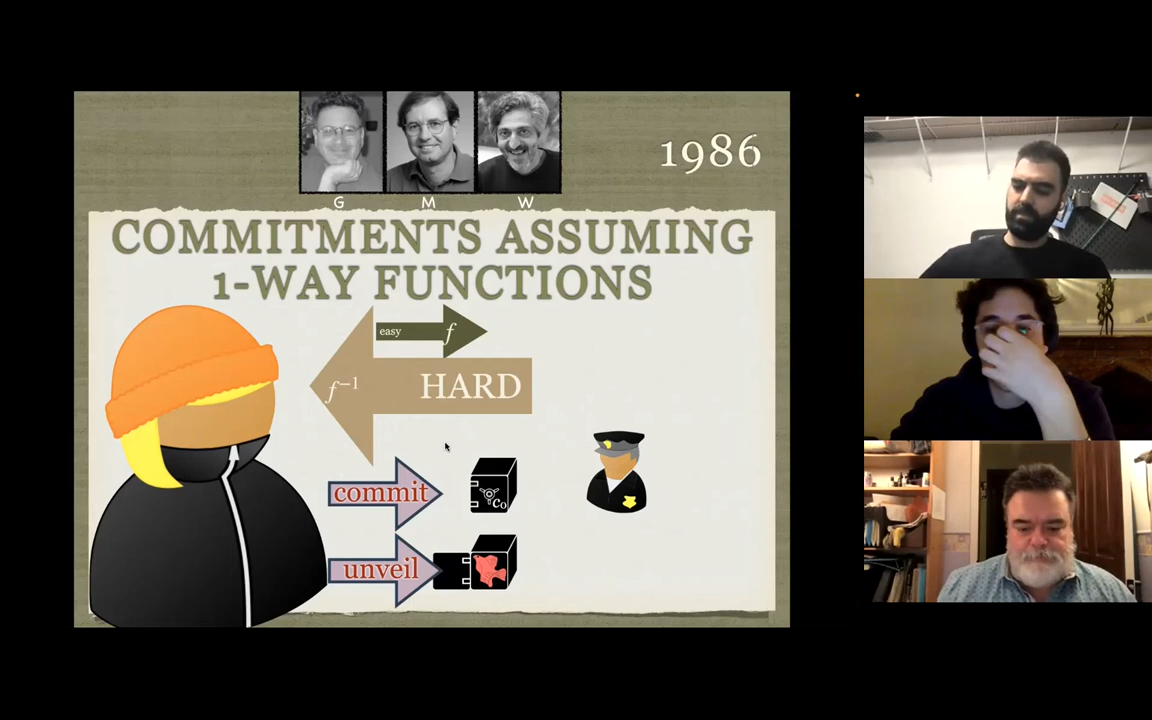 1986
G M W
COMMITMENTS ASSUMING
1-WAY FUNCTIONS
easy f
f⁻¹ HARD
commit
c₀
unveil